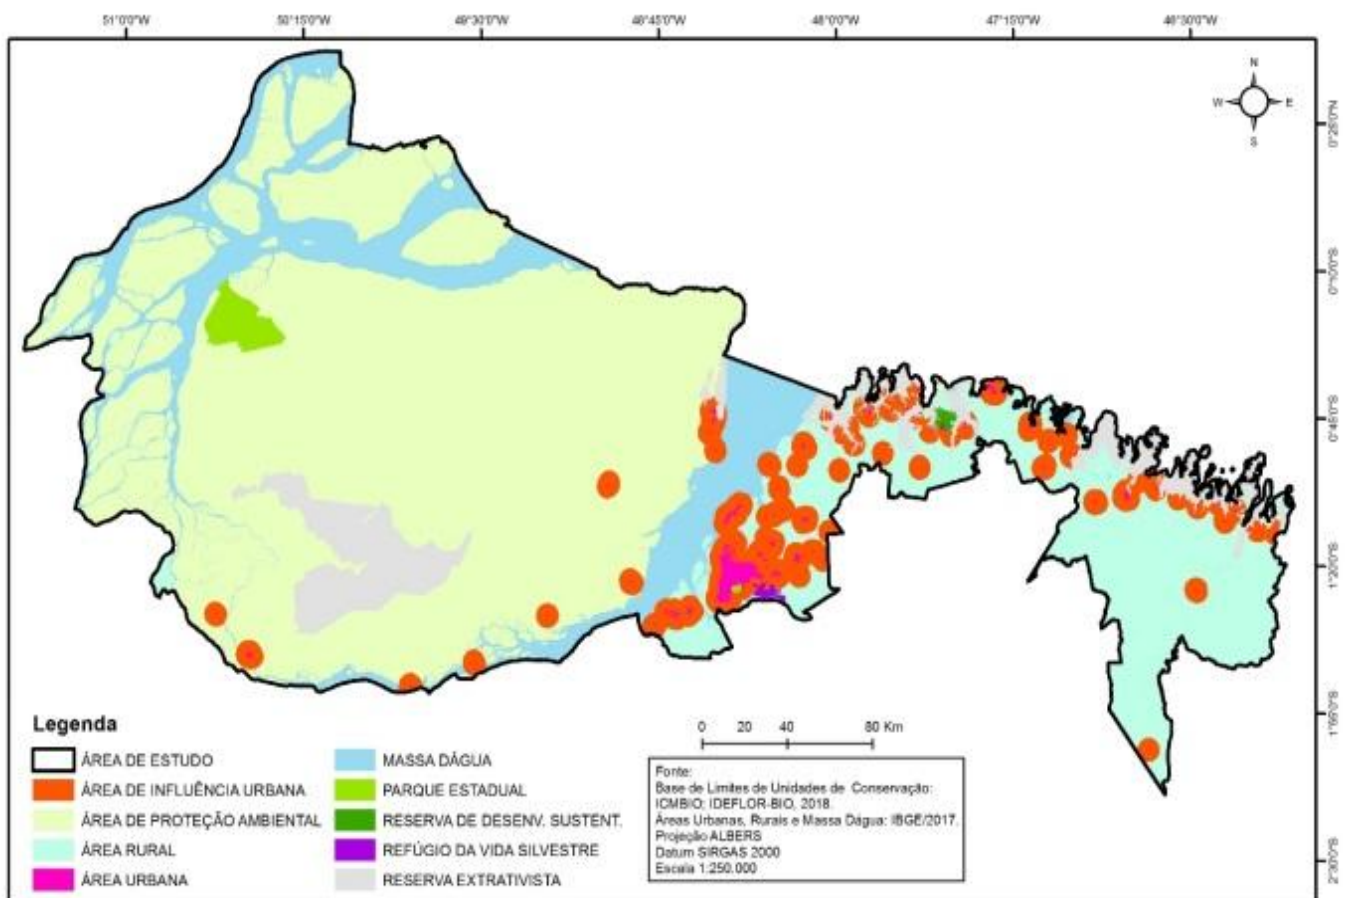 51°0'0"W 50°15'0"W 49°30'0"W 48°45'0"W 48°0'0"W 47°15'0"W 46°30'0"W
N
W E
S
0°25'0"N
0°10'0"S
0°45'0"S
1°20'0"S
1°55'0"S
2°30'0"S
Legenda
ÁREA DE ESTUDO
ÁREA DE INFLUÊNCIA URBANA
ÁREA DE PROTEÇÃO AMBIENTAL
ÁREA RURAL
ÁREA URBANA
MASSA DÁGUA
PARQUE ESTADUAL
RESERVA DE DESENV. SUSTENT.
REFÚGIO DA VIDA SILVESTRE
RESERVA EXTRATIVISTA
0 20 40 80 Km
Fonte:
Base de Limites de Unidades de Conservação:
ICMBIO; IDEFLOR-BIO, 2018.
Áreas Urbanas, Rurais e Massa Dágua: IBGE/2017.
Projeção ALBERS
Datum SIRGAS 2000
Escala 1:250.000